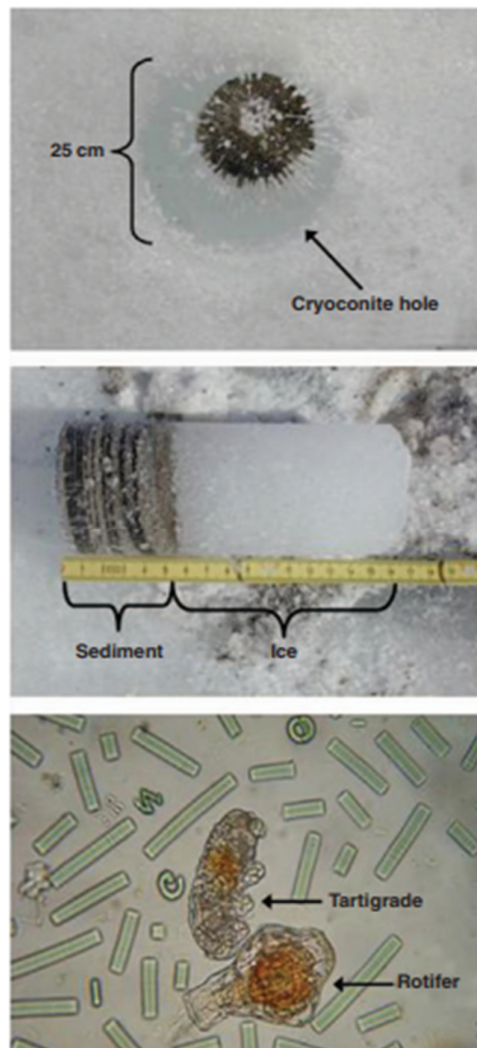 25 cm
Cryoconite hole
Sediment
Ice
Tartigrade
Rotifer